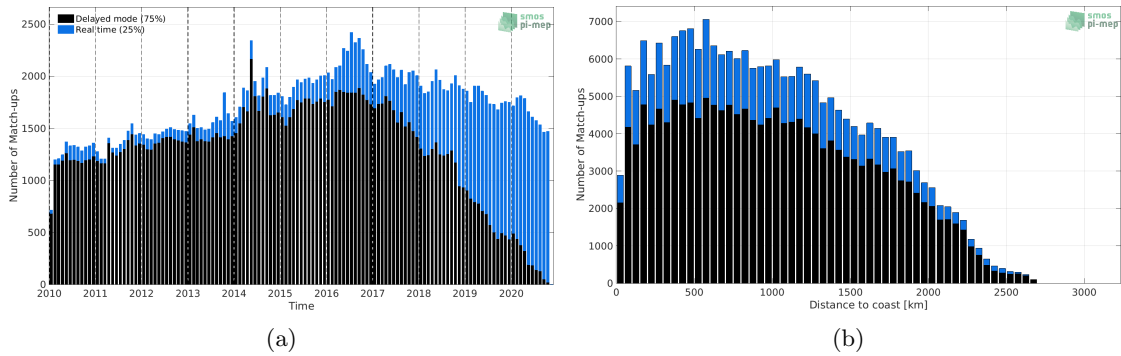 Delayed mode (75%)
Real time (25%)
smos
pi-mep
Number of Match-ups
2500
2000
1500
1000
500
0
2010 2011 2012 2013 2014 2015 2016 2017 2018 2019 2020
Time
(a)
smos
pi-mep
Number of Match-ups
7000
6000
5000
4000
3000
2000
1000
0
0 500 1000 1500 2000 2500 3000
Distance to coast [km]
(b)